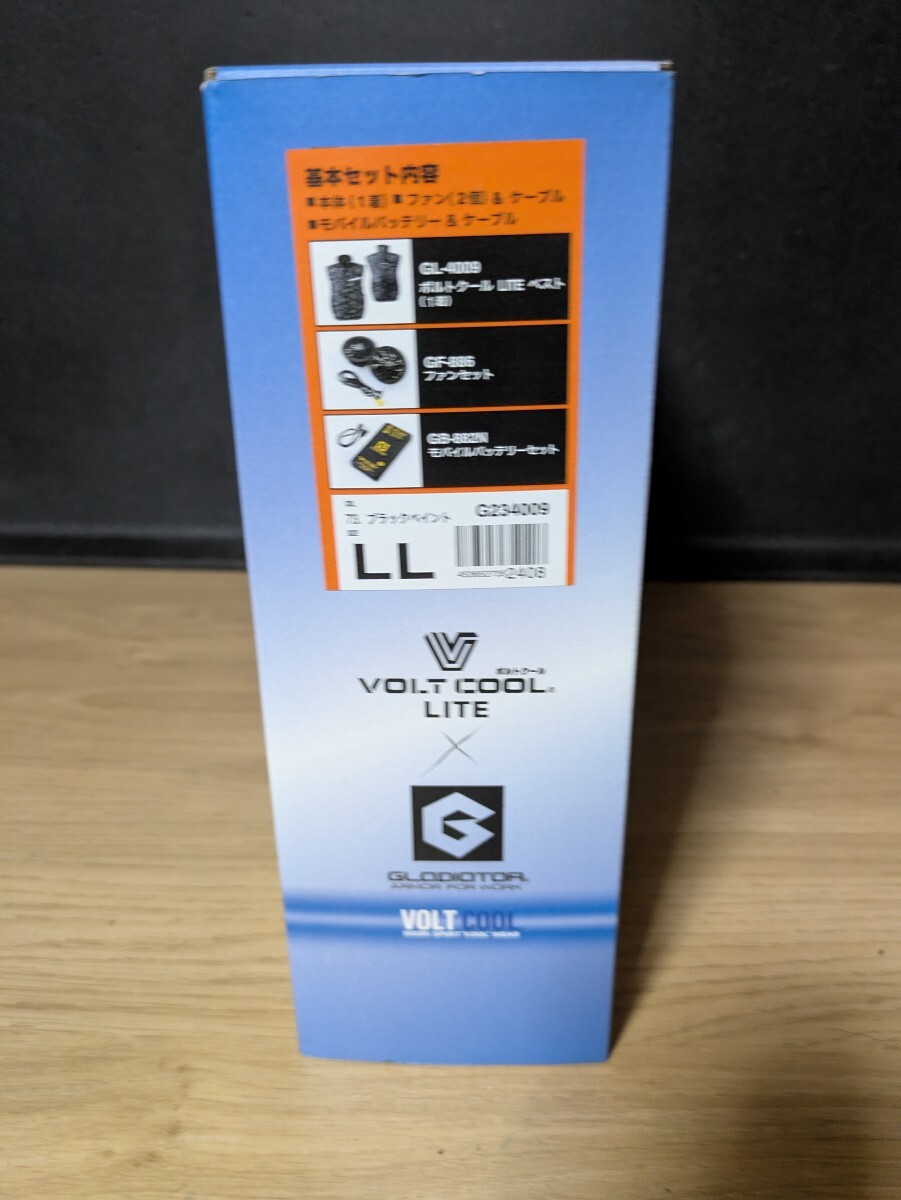 基本セット内容
■本体(1着)■ファン(2個)& ケーブル
■モバイルバッテリー & ケーブル
GL-4009
ボルトクール LITE ベスト
(1着)
GF-886
ファンセット
モバイルバッテリーセット
73. ブラックペイント
G234009
LL
2408
ボルトクール
VOLT COOL®
LITE
×
G
GLADIATOR®
ARMOR FOR WORK
VOLT COOL